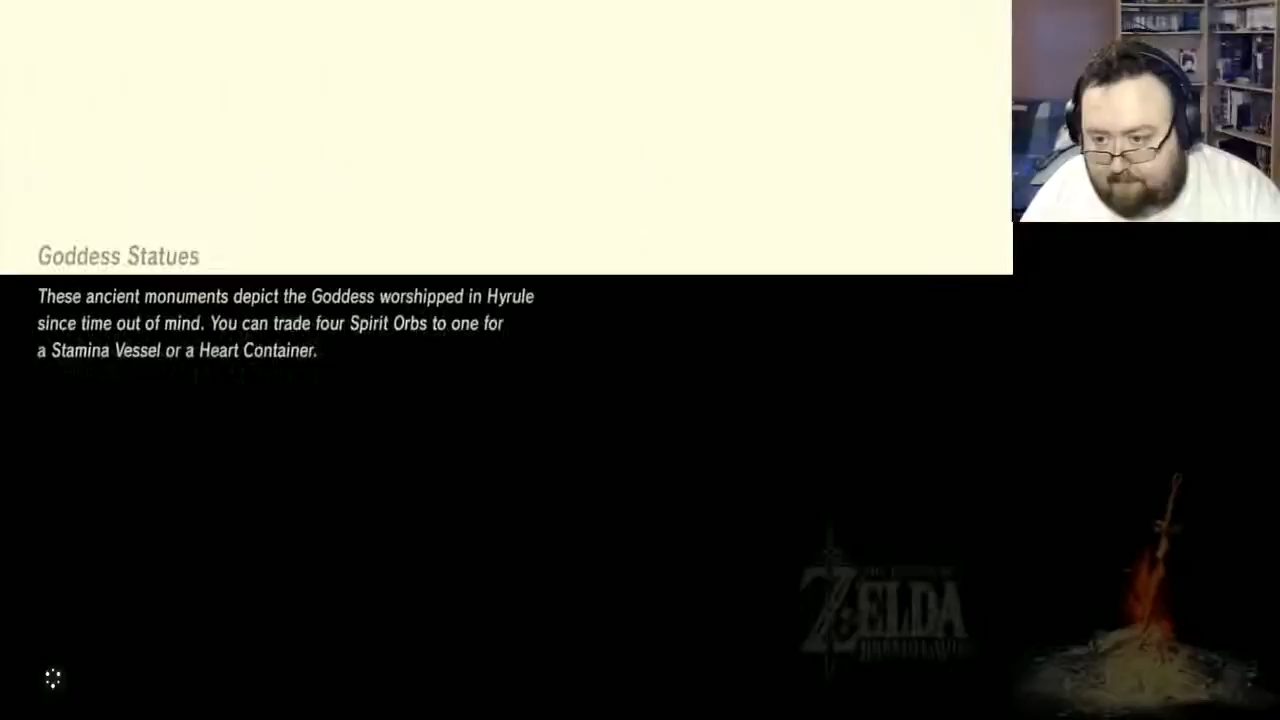 Goddess Statues
These ancient monuments depict the Goddess worshipped in Hyrule
since time out of mind. You can trade four Spirit Orbs to one for
a Stamina Vessel or a Heart Container.
ZELDA